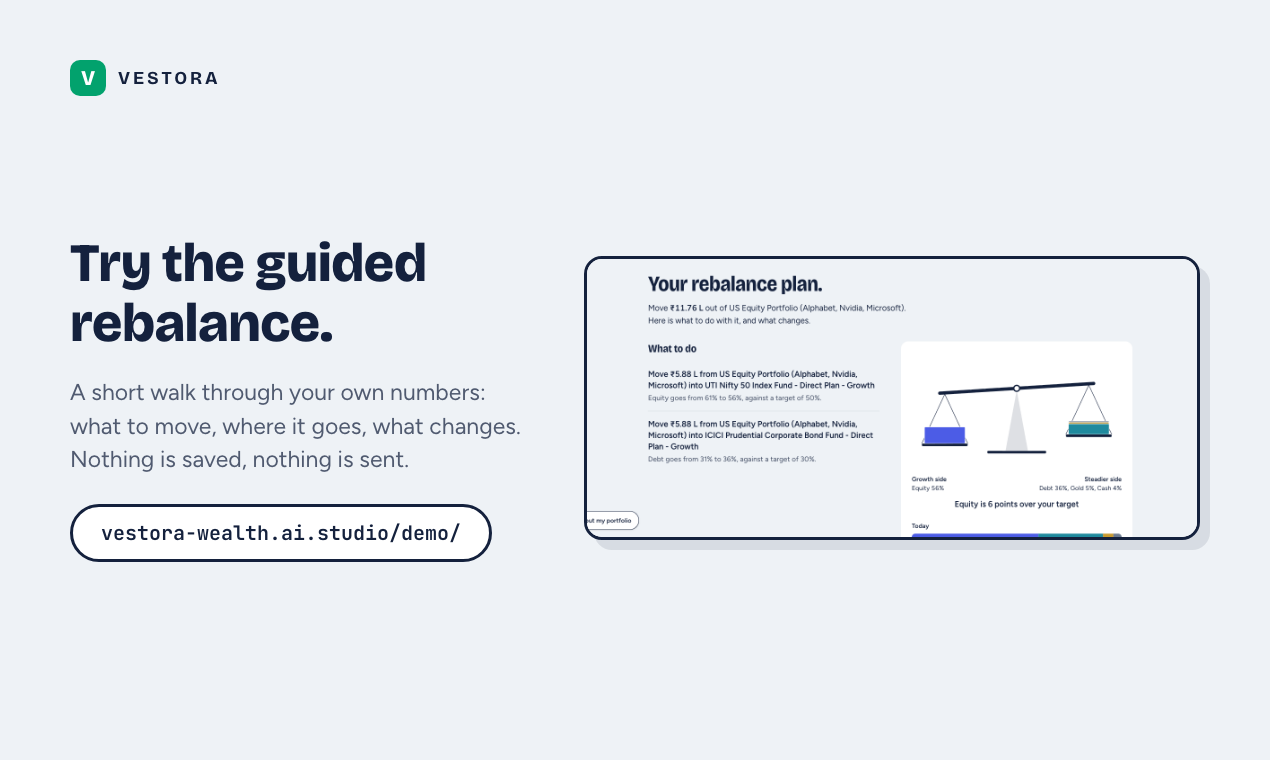 V VESTORA
Try the guided
rebalance.
A short walk through your own numbers:
what to move, where it goes, what changes.
Nothing is saved, nothing is sent.
vestora-wealth.ai.studio/demo/
Your rebalance plan.
Move ₹11.76 L out of US Equity Portfolio (Alphabet, Nvidia, Microsoft).
Here is what to do with it, and what changes.
What to do
Move ₹5.88 L from US Equity Portfolio (Alphabet, Nvidia,
Microsoft) into UTI Nifty 50 Index Fund - Direct Plan - Growth
Equity goes from 61% to 56%, against a target of 50%.
Move ₹5.88 L from US Equity Portfolio (Alphabet, Nvidia,
Microsoft) into ICICI Prudential Corporate Bond Fund - Direct
Plan - Growth
Debt goes from 31% to 36%, against a target of 30%.
out my portfolio
Growth side
Equity 56%
Steadier side
Debt 36%, Gold 5%, Cash 4%
Equity is 6 points over your target
Today